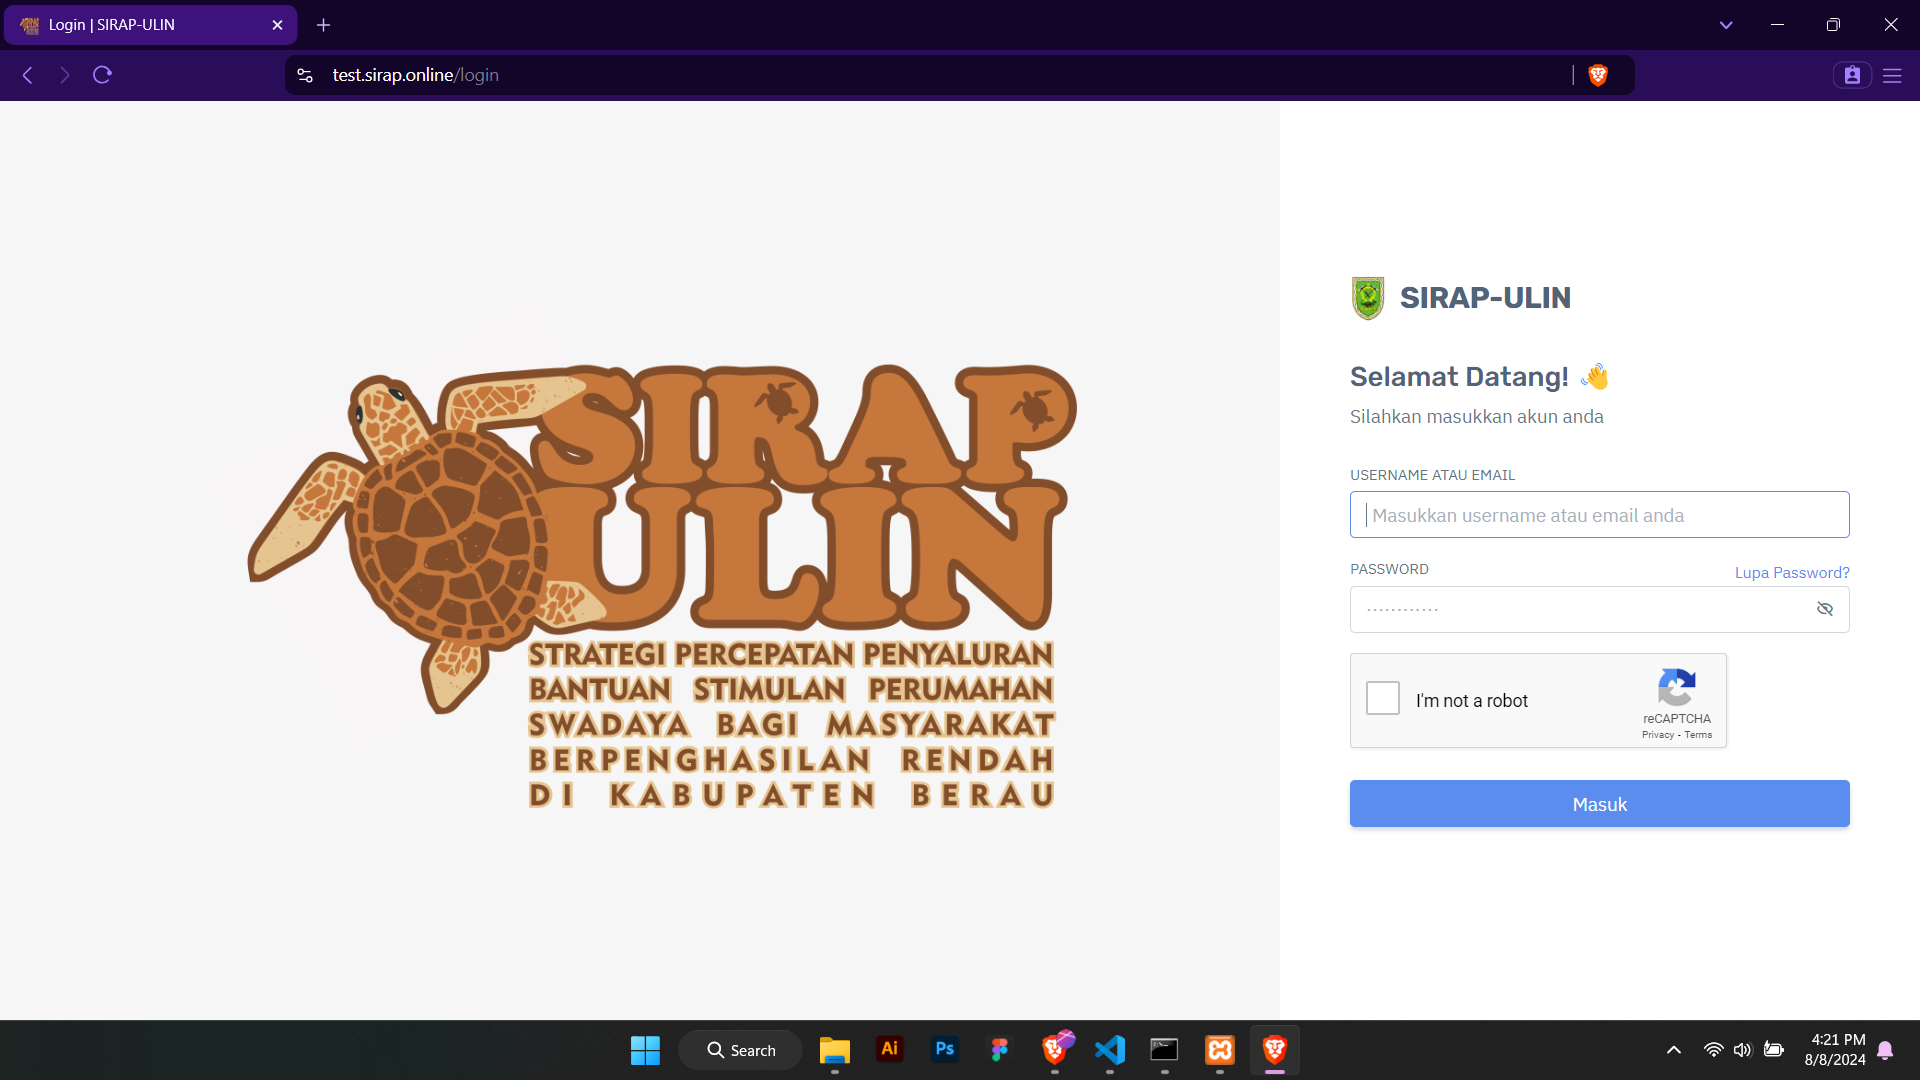 Login | SIRAP-ULIN
test.sirap.online/login
SIRAP
ULIN
STRATEGI PERCEPATAN PENYALURAN
BANTUAN STIMULAN PERUMAHAN
SWADAYA BAGI MASYARAKAT
BERPENGHASILAN RENDAH
DI KABUPATEN BERAU
SIRAP-ULIN
Selamat Datang! 👋
Silahkan masukkan akun anda
USERNAME ATAU EMAIL
Masukkan username atau email anda
PASSWORD
Lupa Password?
············
I'm not a robot
reCAPTCHA
Privacy - Terms
Masuk
Search
Ai
Ps
4:21 PM
8/8/2024